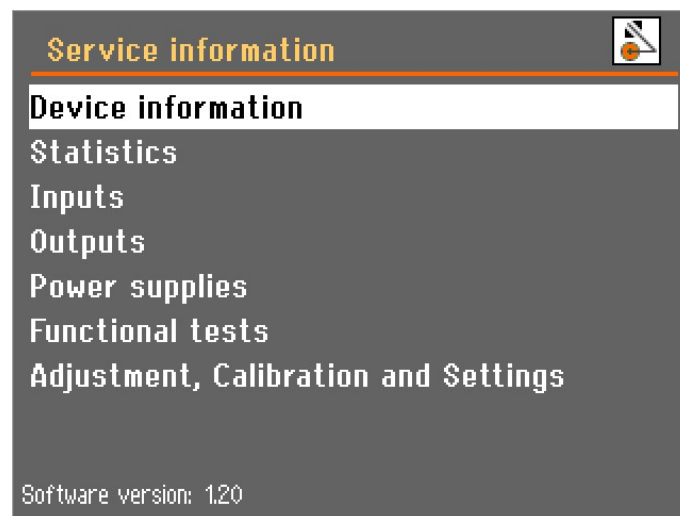 Service information
Device information
Statistics
Inputs
Outputs
Power supplies
Functional tests
Adjustment, Calibration and Settings
Software version: 1.20